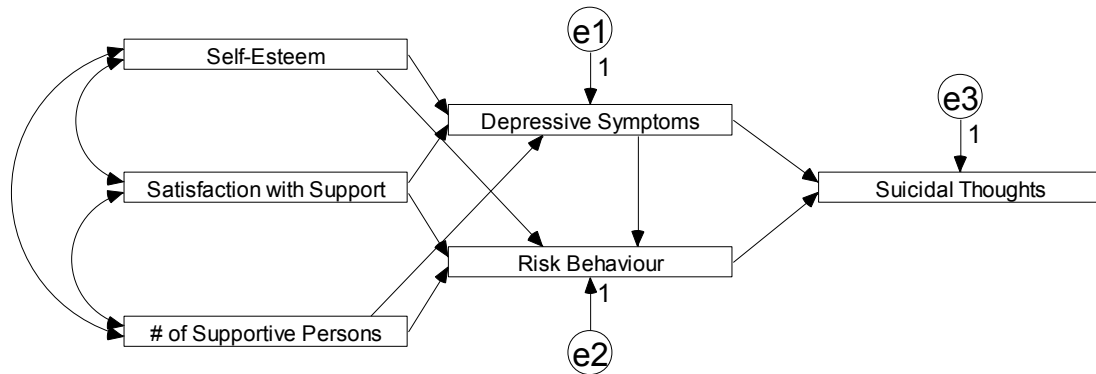 e1
1
Self-Esteem
e3
Depressive Symptoms
1
Satisfaction with Support
Suicidal Thoughts
Risk Behaviour
1
# of Supportive Persons
e2